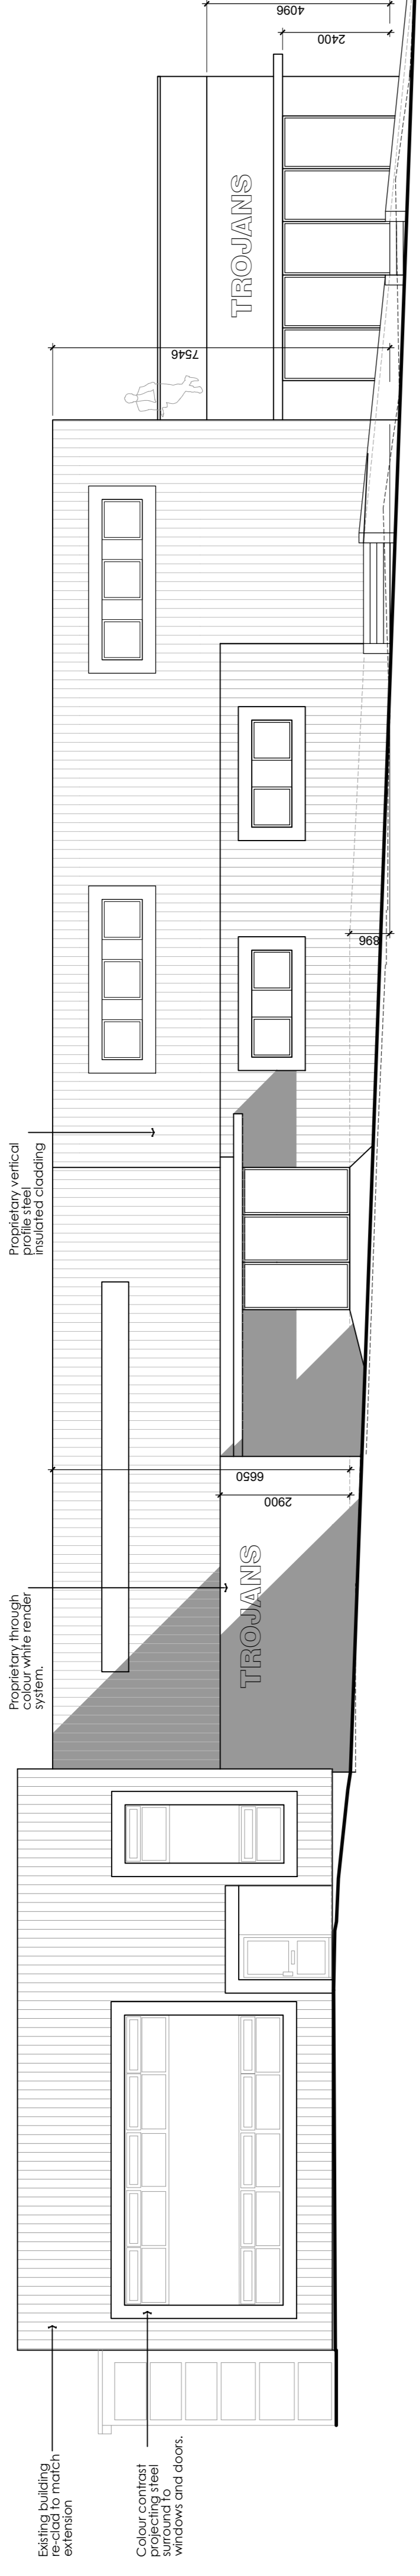 Existing building
re-clad to match
extension
Colour contrast
projecting steel
surround to
windows and doors.
Proprietary through
colour white render
system.
TROJANS
2900
6650
Proprietary vertical
profile steel
insulated cladding
896
7546
TROJANS
2400
4096